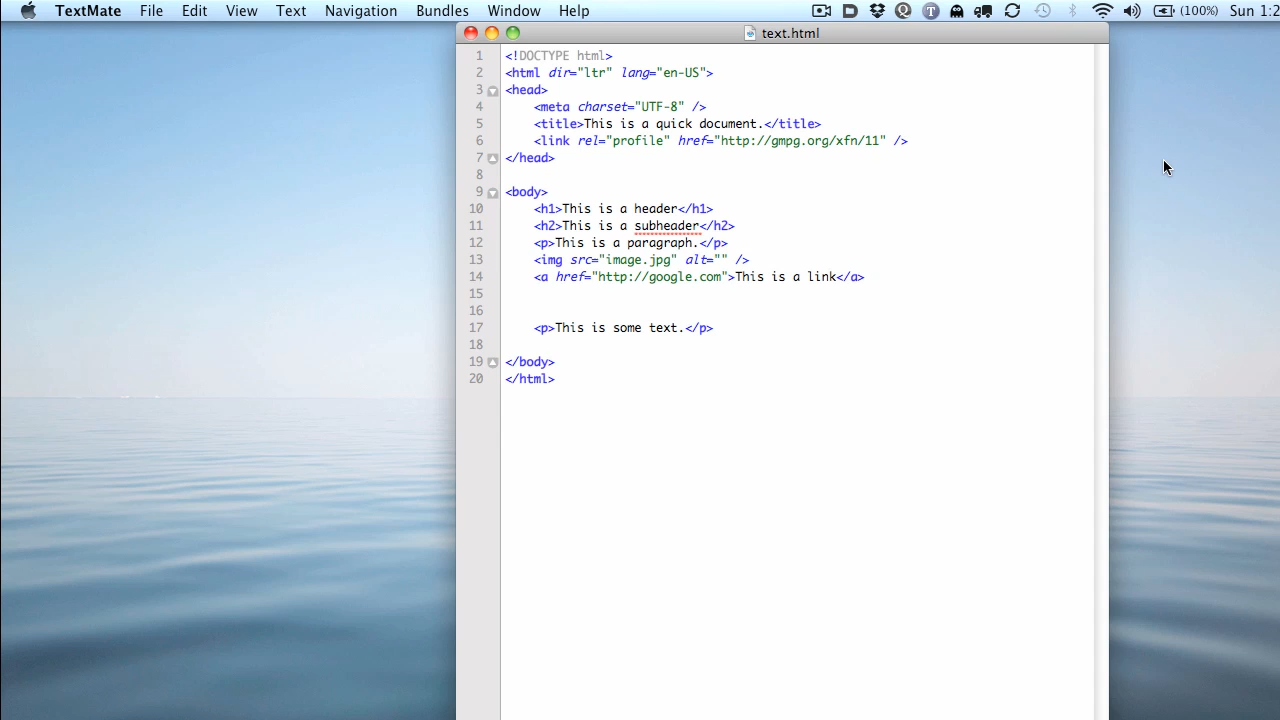 TextMate File Edit View Text Navigation Bundles Window Help (100%) Sun 1:2
text.html
1 <!DOCTYPE html>
2 <html dir="ltr" lang="en-US">
3 <head>
4 <meta charset="UTF-8" />
5 <title>This is a quick document.</title>
6 <link rel="profile" href="http://gmpg.org/xfn/11" />
7 </head>
8
9 <body>
10 <h1>This is a header</h1>
11 <h2>This is a subheader</h2>
12 <p>This is a paragraph.</p>
13 <img src="image.jpg" alt="" />
14 <a href="http://google.com">This is a link</a>
15
16
17 <p>This is some text.</p>
18
19 </body>
20 </html>